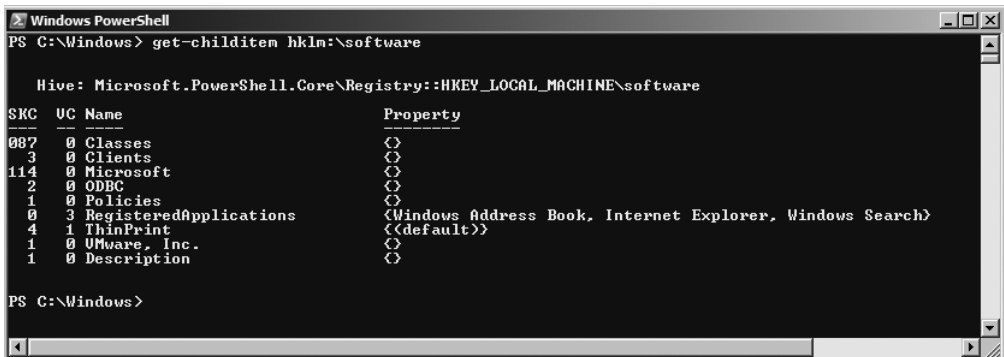 Windows PowerShell
PS C:\Windows> get-childitem hklm:\software
Hive: Microsoft.PowerShell.Core\Registry::HKEY_LOCAL_MACHINE\software
SKC VC Name Property
--- -- ---- --------
087 0 Classes {}
3 0 Clients {}
114 0 Microsoft {}
2 0 ODBC {}
1 0 Policies {}
0 3 RegisteredApplications {Windows Address Book, Internet Explorer, Windows Search}
4 1 ThinPrint {(default)}
1 0 VMware, Inc. {}
1 0 Description {}
PS C:\Windows>